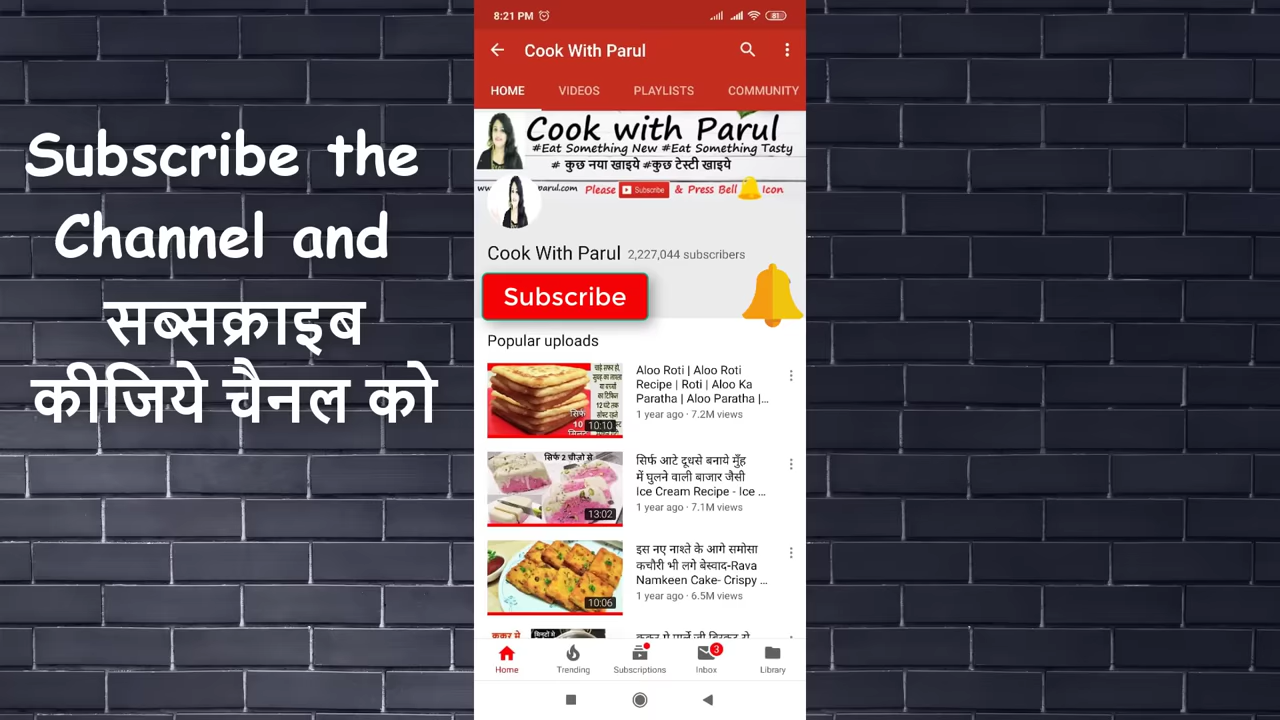 Subscribe the
Channel and
सब्सक्राइब
कीजिये चैनल को
8:21 PM
81
Cook With Parul
HOME VIDEOS PLAYLISTS COMMUNITY
Cook with Parul
#Eat Something New #Eat Something Tasty
# कुछ नया खाइये #कुछ टेस्टी खाइये
Please Subscribe & Press Bell Icon
Cook With Parul 2,227,044 subscribers
Subscribe
Popular uploads
Aloo Roti | Aloo Roti
Recipe | Roti | Aloo Ka
Paratha | Aloo Paratha |...
1 year ago · 7.2M views
सिर्फ
10
10:10
सिर्फ आटे दूधसे बनाये मुँह
में घुलने वाली बाजार जैसी
Ice Cream Recipe - Ice ...
1 year ago · 7.1M views
सिर्फ 2 चीज़ो से
13:02
इस नए नाश्ते के आगे समोसा
कचौरी भी लगे बेस्वाद-Rava
Namkeen Cake- Crispy ...
1 year ago · 6.5M views
10:06
Home Trending Subscriptions Inbox Library
3